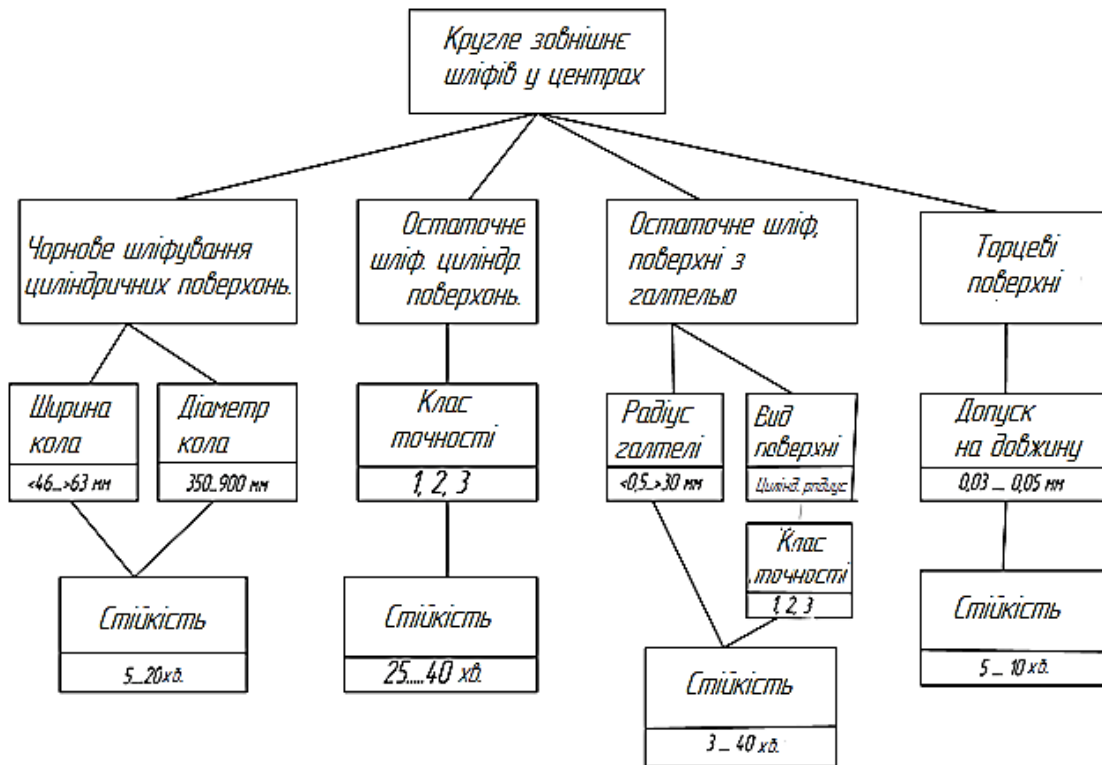 Кругле зовнішнє
шліфів у центрах
Чорнове шліфування
циліндричних поверхонь.
Остаточне
шліф. циліндр.
поверхонь.
Остаточне шліф,
поверхні з
галтелью
Торцеві
поверхні
Ширина
кола
<46...>63 мм
Діаметр
кола
350...900 мм
Клас
точності
1, 2, 3
Радіус
галтелі
<0,5...>30 мм
Вид
поверхні
Цилінд. радиус
Допуск
на довжину
0,03 ... 0,05 мм
Клас
точності
1, 2, 3
Стійкість
5...20 хв.
Стійкість
25.....40 хв.
Стійкість
3 ... 40 хв.
Стійкість
5 ... 10 хв.